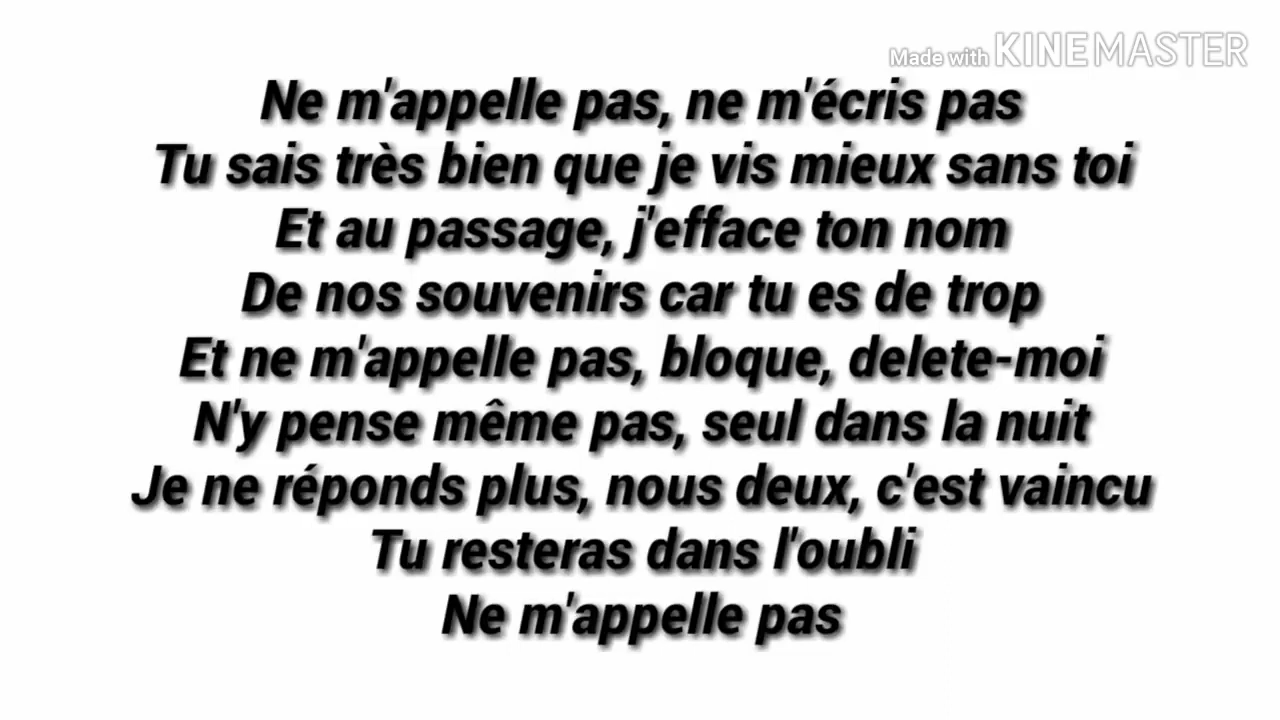 Made with KINEMASTER
Ne m'appelle pas, ne m'écris pas
Tu sais très bien que je vis mieux sans toi
Et au passage, j'efface ton nom
De nos souvenirs car tu es de trop
Et ne m'appelle pas, bloque, delete-moi
N'y pense même pas, seul dans la nuit
Je ne réponds plus, nous deux, c'est vaincu
Tu resteras dans l'oubli
Ne m'appelle pas